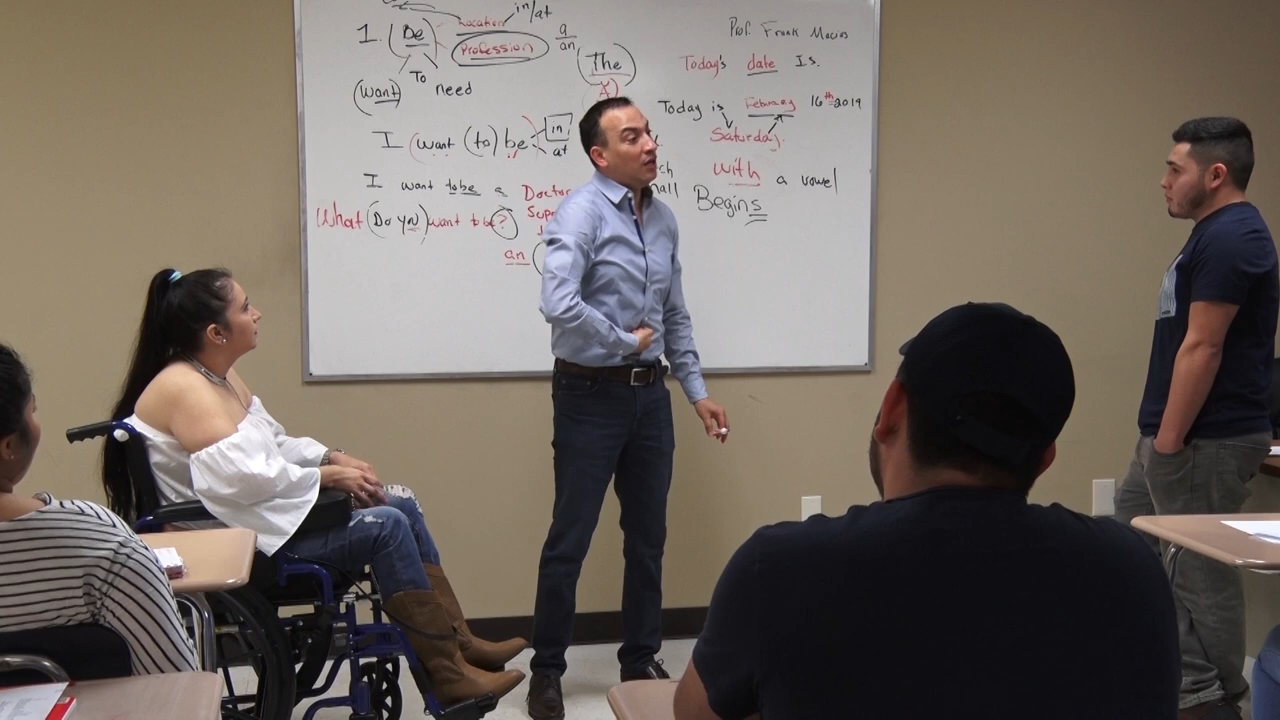 Location in/at
1. (Be)
Profession
a
an
(The)
A
(want) To need
I (want (to) be in
at
I want to be a Doctor
What (Do you) want to be?
an
Prof. Frank Macias
Today's date Is.
Today is February 16th 2019
Saturday.
with a vowel
Begins